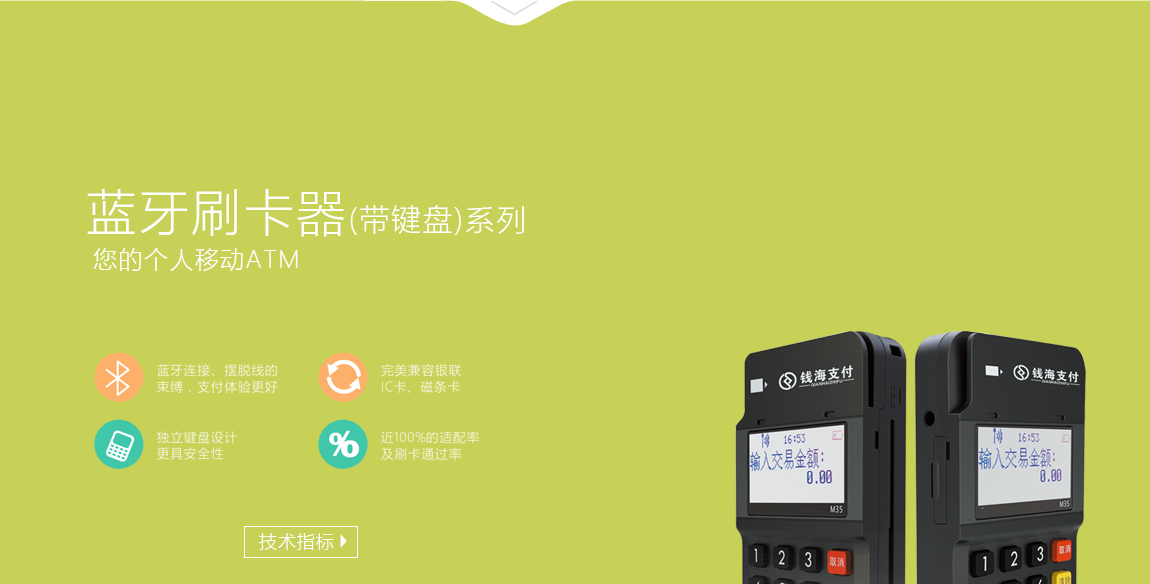 蓝牙刷卡器(带键盘)系列
您的个人移动ATM
蓝牙连接、摆脱线的
束缚，支付体验更好
完美兼容银联
IC卡、磁条卡
独立键盘设计
更具安全性
%
近100%的适配率
及刷卡通过率
技术指标
钱海支付
QIANHAIZHIFU
16:53
输入交易金额:
0.00
M35
1 2 3 取消
钱海支付
QIANHAIZHIFU
16:53
输入交易金额:
0.00
M35
1 2 3 取消